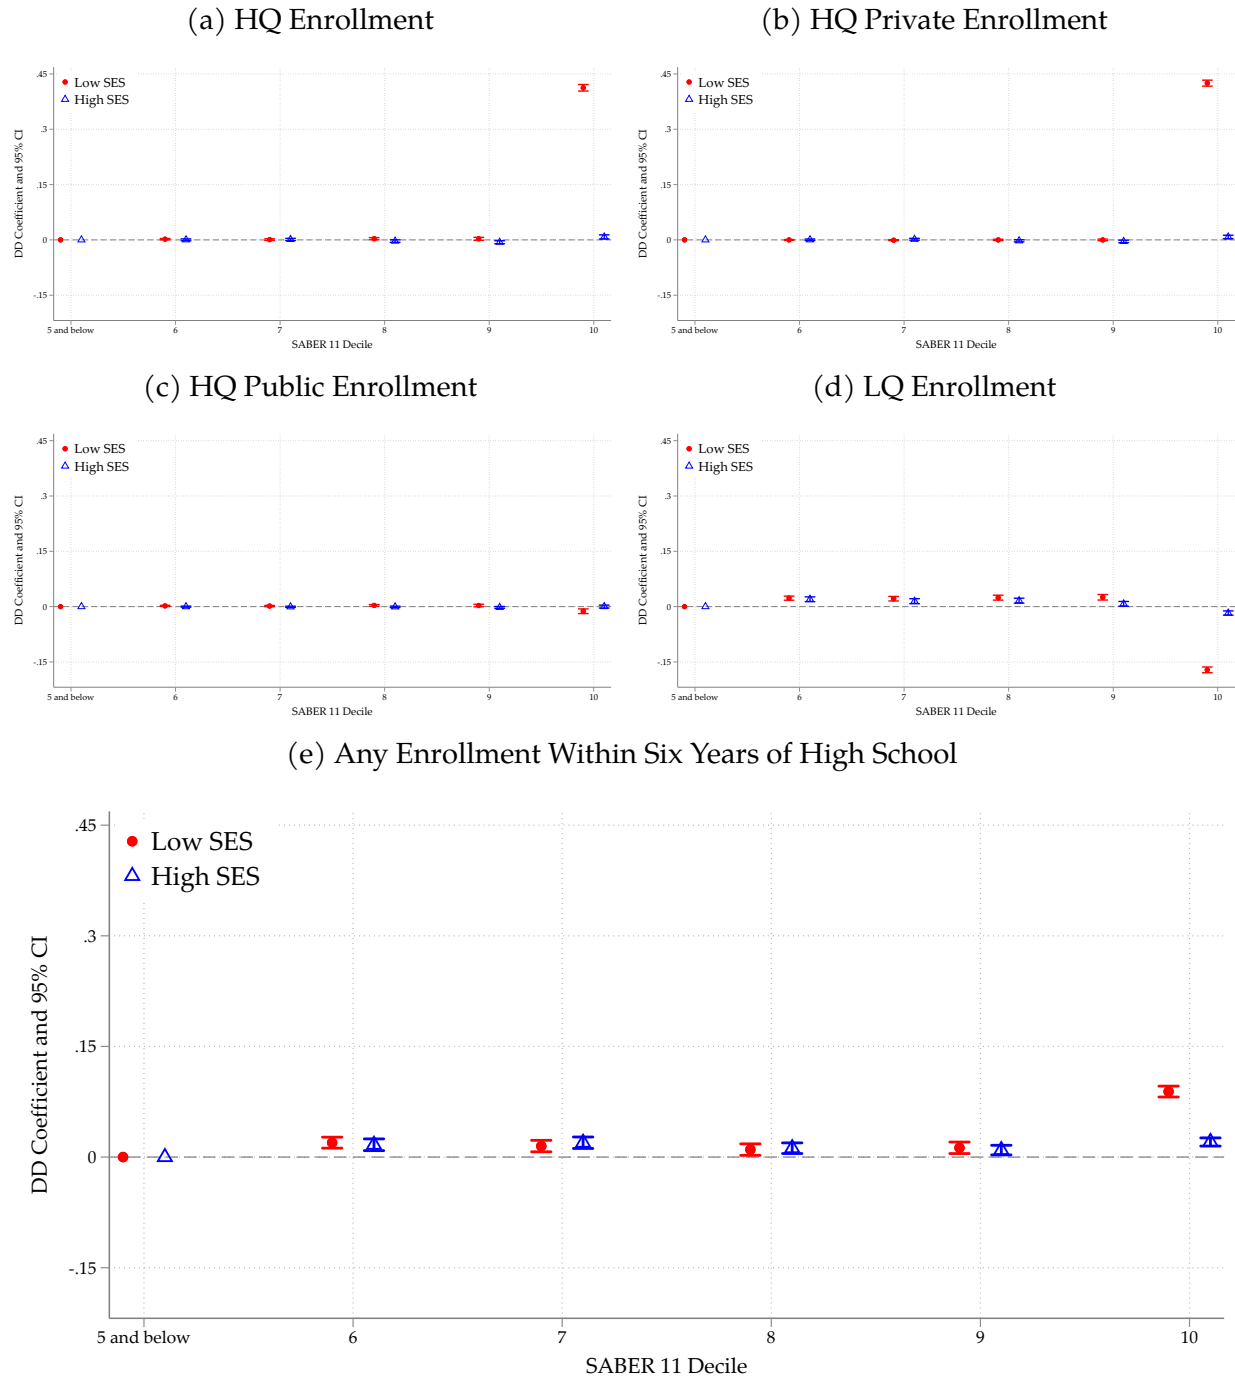 (a) HQ Enrollment
.45
.3
.15
0
-.15
DD Coefficient and 95% CI
Low SES
High SES
5 and below 6 7 8 9 10
SABER 11 Decile
(b) HQ Private Enrollment
.45
.3
.15
0
-.15
DD Coefficient and 95% CI
Low SES
High SES
5 and below 6 7 8 9 10
SABER 11 Decile
(c) HQ Public Enrollment
.45
.3
.15
0
-.15
DD Coefficient and 95% CI
Low SES
High SES
5 and below 6 7 8 9 10
SABER 11 Decile
(d) LQ Enrollment
.45
.3
.15
0
-.15
DD Coefficient and 95% CI
Low SES
High SES
5 and below 6 7 8 9 10
SABER 11 Decile
(e) Any Enrollment Within Six Years of High School
.45
.3
.15
0
-.15
DD Coefficient and 95% CI
Low SES
High SES
5 and below 6 7 8 9 10
SABER 11 Decile